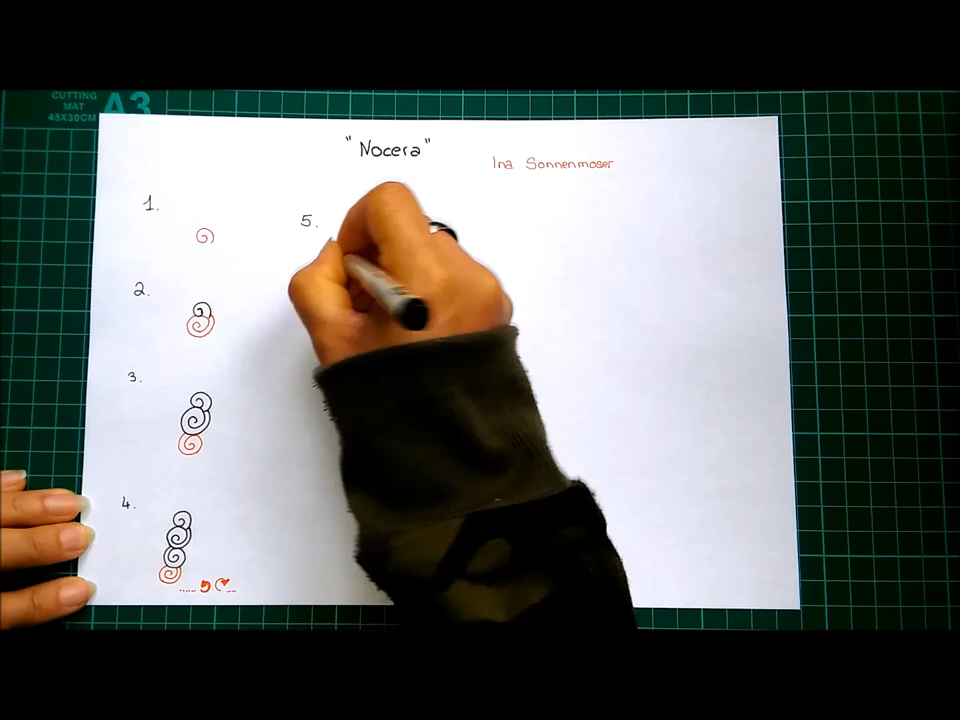 CUTTING
MAT
45X30CM
A3
"Nocera"
Ina Sonnenmoser
1.
5.
2.
3.
4.